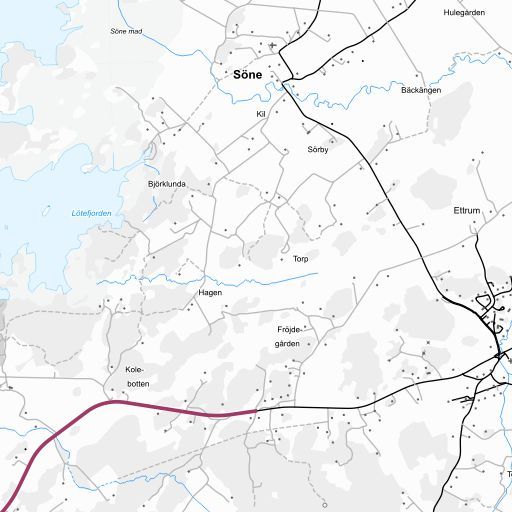 Hulegården
Söne mad
Söne
Bäckängen
Kil
Sörby
Björklunda
Lötefjorden
Ettrum
Torp
Hagen
Fröjde-
gården
Kole-
botten